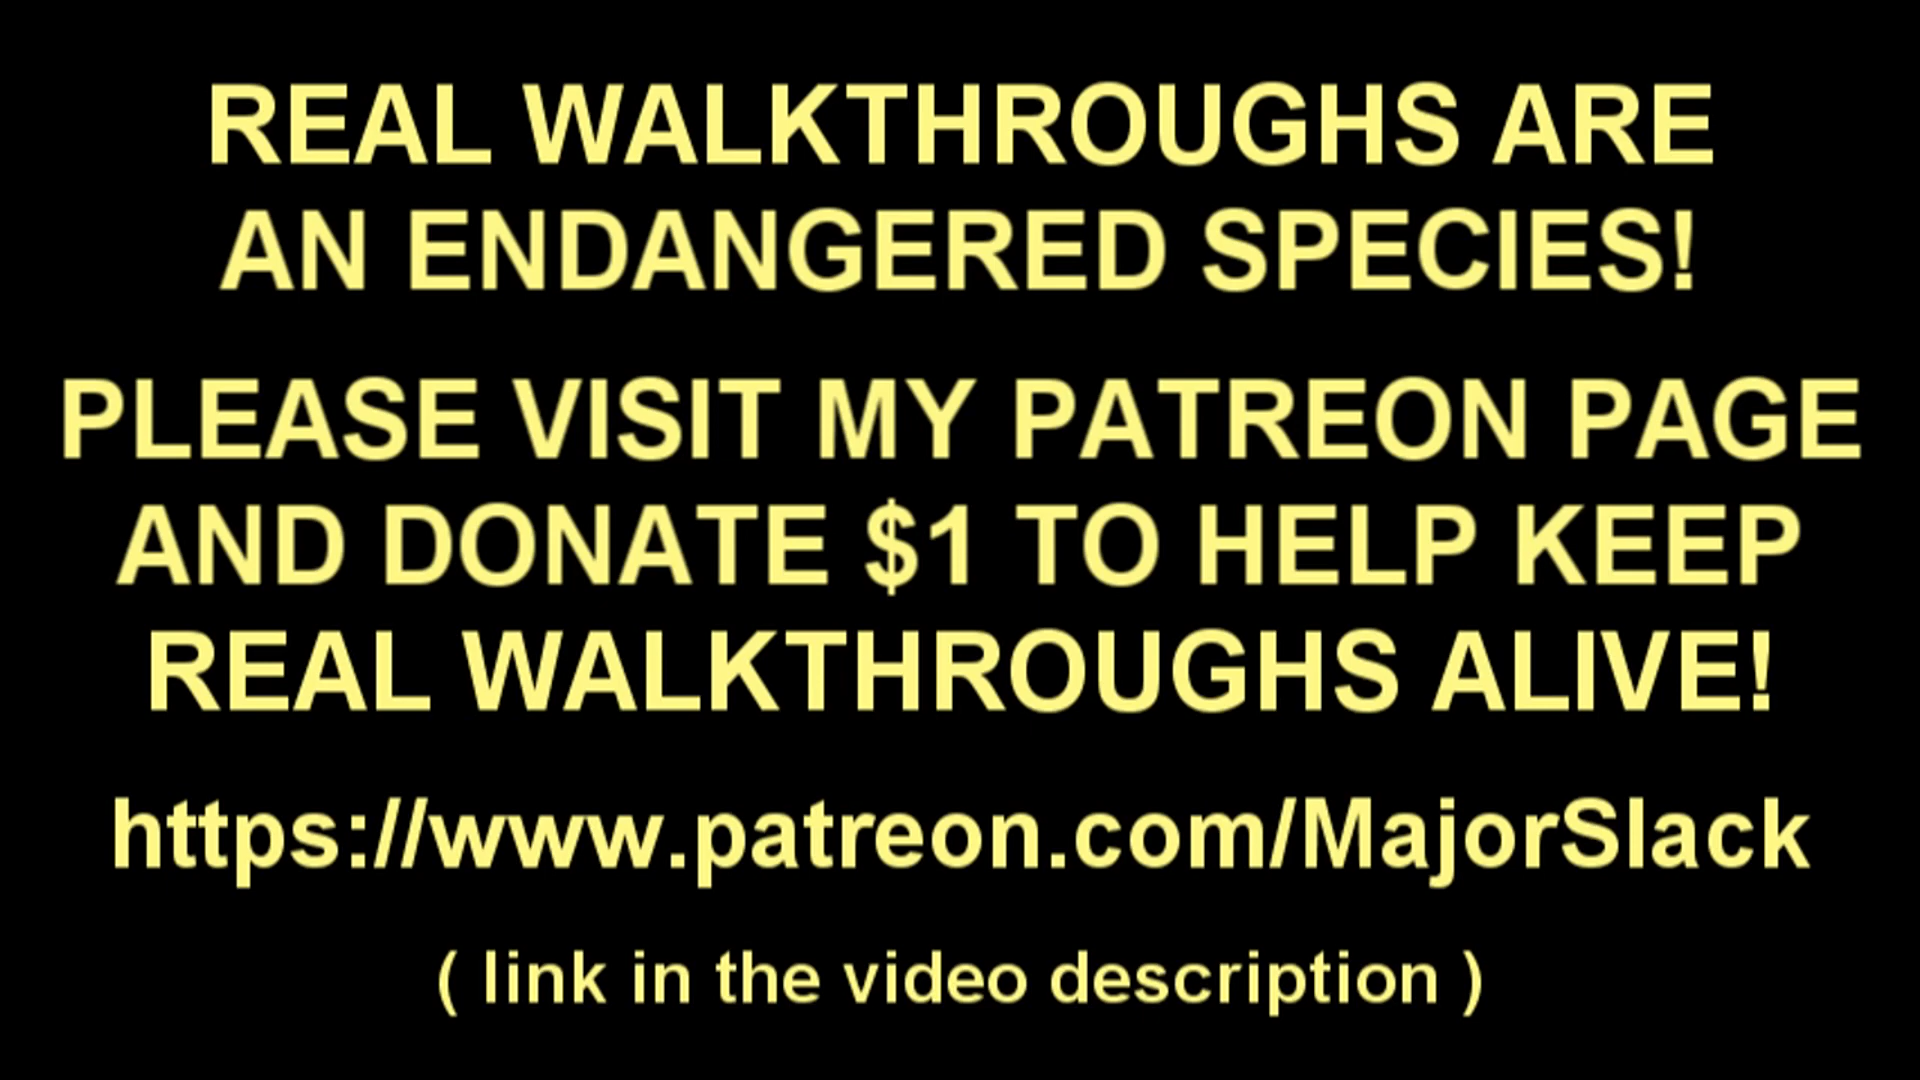 REAL WALKTHROUGHS ARE
AN ENDANGERED SPECIES!
PLEASE VISIT MY PATREON PAGE
AND DONATE $1 TO HELP KEEP
REAL WALKTHROUGHS ALIVE!
https://www.patreon.com/MajorSlack
( link in the video description )